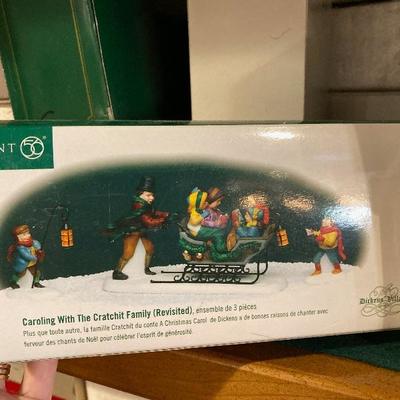 NT 56®
Caroling With The Cratchit Family (Revisited), ensemble de 3 pièces
Plus que toute autre, la famille Cratchit du conte A Christmas Carol de Dickens a de bonnes raisons de chanter avec
ferveur des chants de Noël pour célébrer l'esprit de générosité.
Dickens' Villa